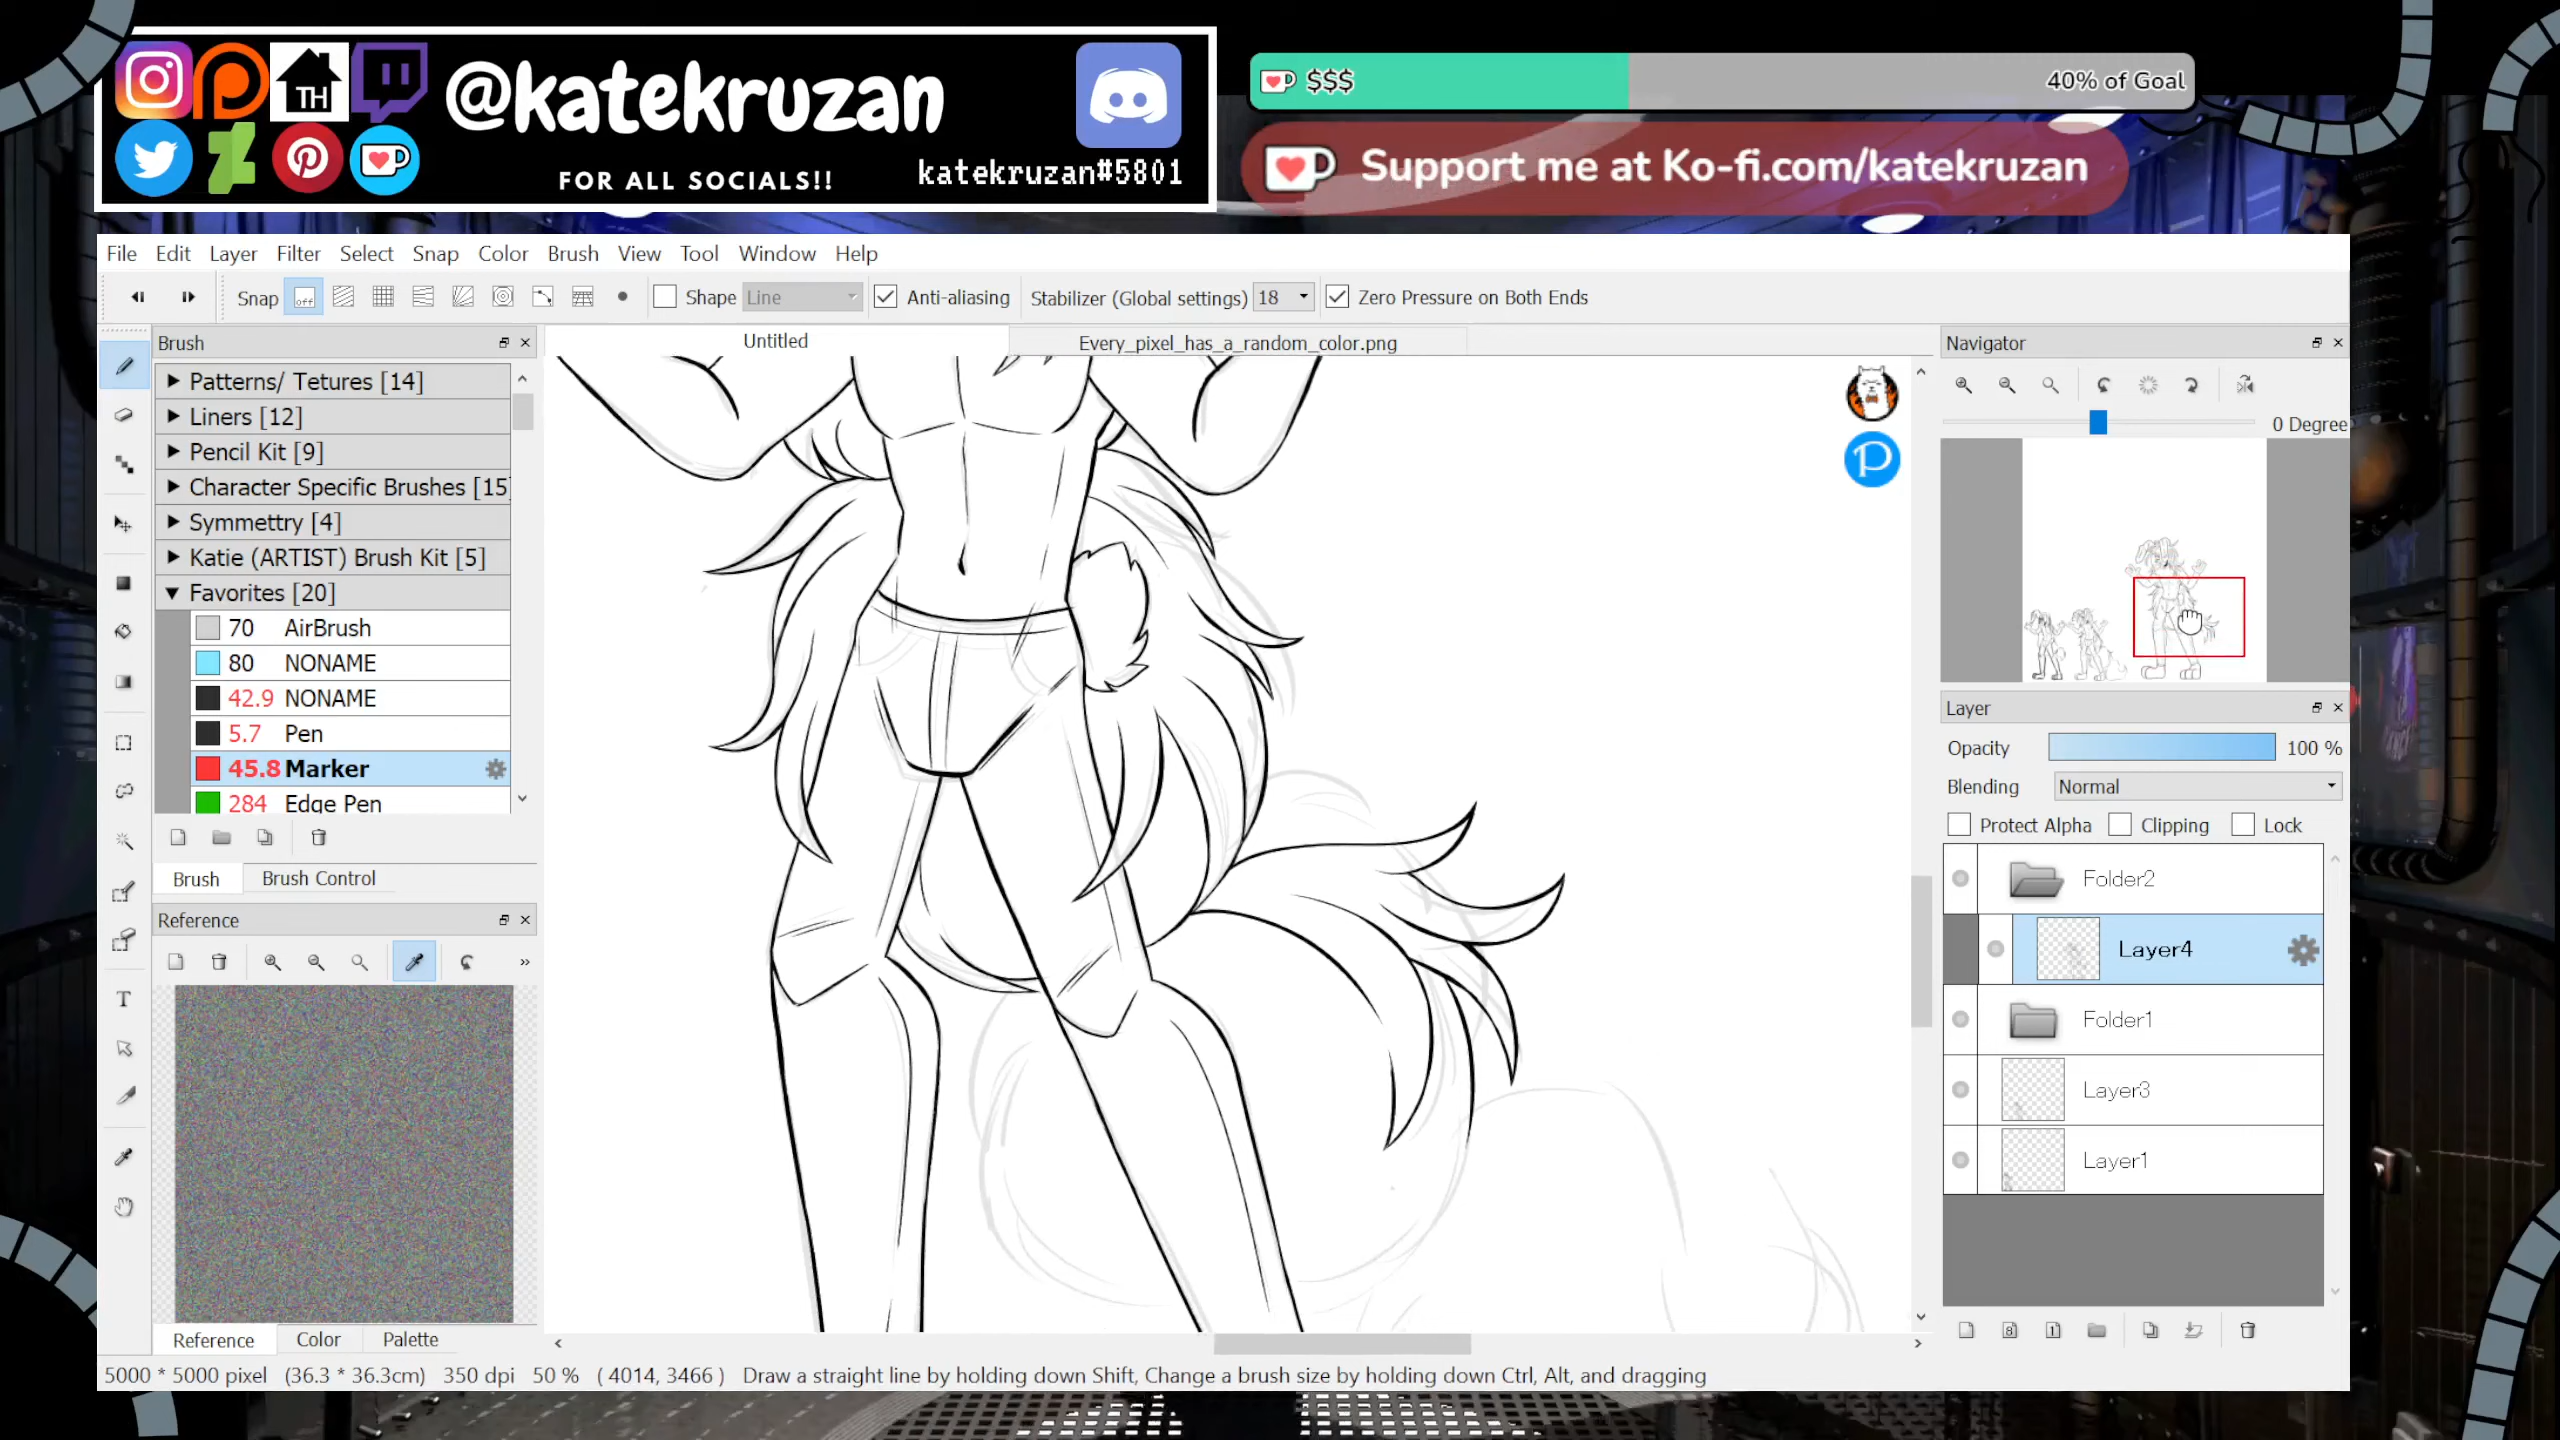 TH
@katekruzan
FOR ALL SOCIALS!!
katekruzan#5801
$$$
40% of Goal
Support me at Ko-fi.com/katekruzan
File Edit Layer Filter Select Snap Color Brush View Tool Window Help
Snap off Shape Line Anti-aliasing Stabilizer (Global settings) 18 Zero Pressure on Both Ends
Brush
Untitled
Every_pixel_has_a_random_color.png
Navigator
Patterns/ Tetures [14]
Liners [12]
Pencil Kit [9]
Character Specific Brushes [15]
Symmettry [4]
Katie (ARTIST) Brush Kit [5]
Favorites [20]
70 AirBrush
80 NONAME
42.9 NONAME
5.7 Pen
45.8 Marker
284 Edge Pen
Brush Brush Control
Reference
Reference Color Palette
0 Degree
Layer
Opacity 100 %
Blending Normal
Protect Alpha Clipping Lock
Folder2
Layer4
Folder1
Layer3
Layer1
5000 * 5000 pixel (36.3 * 36.3cm) 350 dpi 50 % ( 4014, 3466 ) Draw a straight line by holding down Shift, Change a brush size by holding down Ctrl, Alt, and dragging